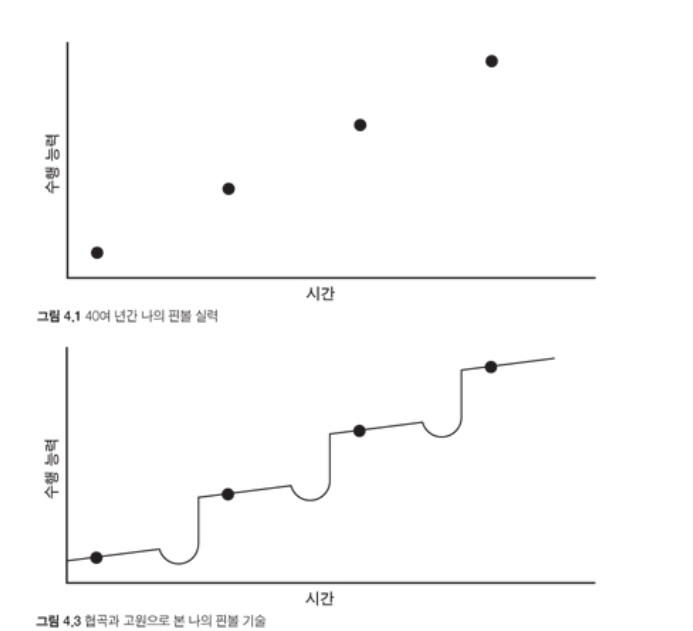 수행 능력
시간
그림 4.1 40여 년간 나의 핀볼 실력
수행 능력
시간
그림 4.3 협곡과 고원으로 본 나의 핀볼 기술